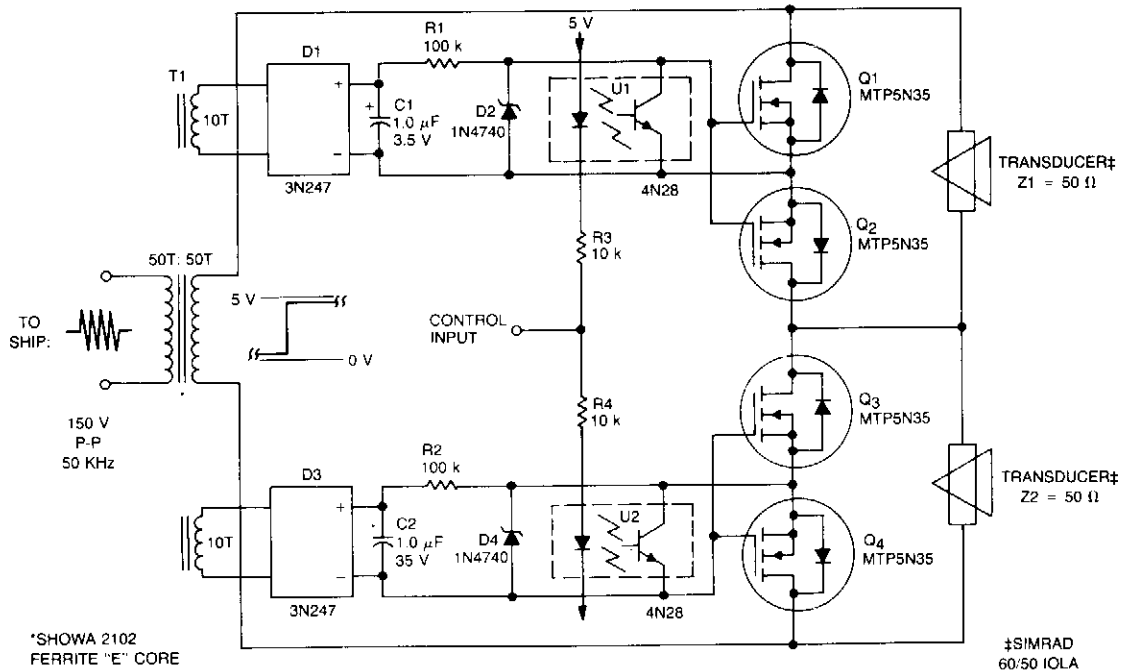 5 V
R1
100 k
D1
T1
10T
+
+
C1
1.0 µF
3.5 V
–
3N247
D2
1N4740
U1
4N28
Q1
MTP5N35
TRANSDUCER‡
Z1 = 50 Ω
Q2
MTP5N35
R3
10 k
50T: 50T
TO
SHIP:
5 V
0 V
CONTROL
INPUT
150 V
P-P
50 KHz
R4
10 k
Q3
MTP5N35
R2
100 k
D3
10T
+
C2
1.0 µF
35 V
–
3N247
D4
1N4740
U2
4N28
TRANSDUCER‡
Z2 = 50 Ω
Q4
MTP5N35
*SHOWA 2102
FERRITE "E" CORE
‡SIMRAD
60/50 IOLA